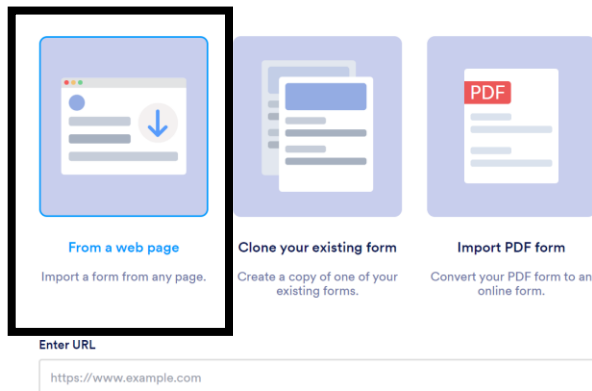 PDF
From a web page
Import a form from any page.
Clone your existing form
Create a copy of one of your
existing forms.
Import PDF form
Convert your PDF form to an
online form.
Enter URL
https://www.example.com